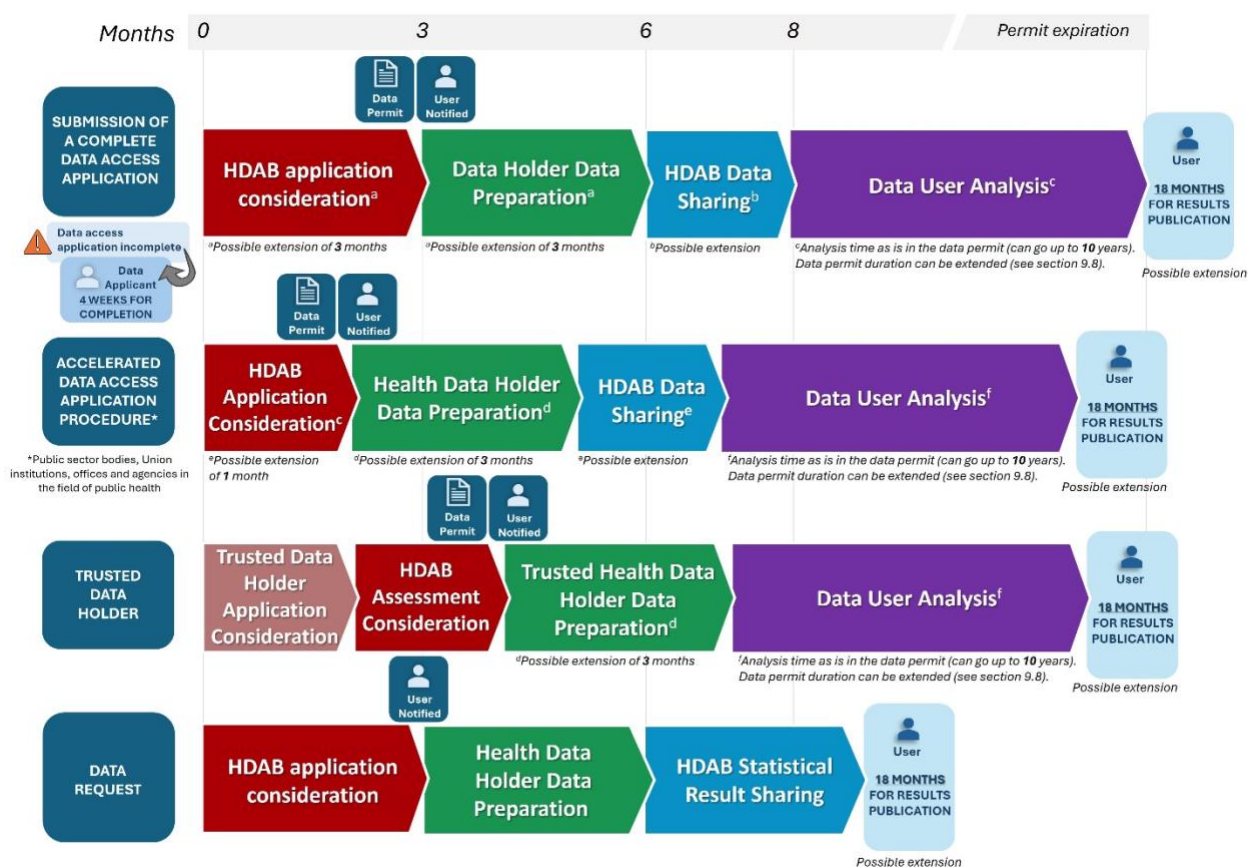 Months 0 3 6 8 Permit expiration
Data
Permit
User
Notified
SUBMISSION OF
A COMPLETE
DATA ACCESS
APPLICATION
HDAB application
considerationᵃ
Data Holder Data
Preparationᵃ
HDAB Data
Sharingᵇ
Data User Analysisᶜ
User
18 MONTHS
FOR RESULTS
PUBLICATION
ᵃPossible extension of 3 months
ᵃPossible extension of 3 months
ᵇPossible extension
ᶜAnalysis time as is in the data permit (can go up to 10 years).
Data permit duration can be extended (see section 9.8).
Possible extension
Data access
application incomplete
Data
Applicant
4 WEEKS FOR
COMPLETION
Data
Permit
User
Notified
ACCELERATED
DATA ACCESS
APPLICATION
PROCEDURE*
*Public sector bodies, Union
institutions, offices and agencies in
the field of public health
HDAB
Application
Considerationᶜ
Health Data Holder
Data Preparationᵈ
HDAB Data
Sharingᵉ
Data User Analysisᶠ
User
18 MONTHS
FOR RESULTS
PUBLICATION
ᵉPossible extension
of 1 month
ᵈPossible extension of 3 months
ᵉPossible extension
ᶠAnalysis time as is in the data permit (can go up to 10 years).
Data permit duration can be extended (see section 9.8).
Possible extension
Data
Permit
User
Notified
TRUSTED
DATA
HOLDER
Trusted Data
Holder
Application
Consideration
HDAB
Assessment
Consideration
Trusted Health Data
Holder Data
Preparationᵈ
Data User Analysisᶠ
User
18 MONTHS
FOR RESULTS
PUBLICATION
ᵈPossible extension of 3 months
ᶠAnalysis time as is in the data permit (can go up to 10 years).
Data permit duration can be extended (see section 9.8).
Possible extension
User
Notified
DATA
REQUEST
HDAB application
consideration
Health Data
Holder Data
Preparation
HDAB Statistical
Result Sharing
User
18 MONTHS
FOR RESULTS
PUBLICATION
Possible extension